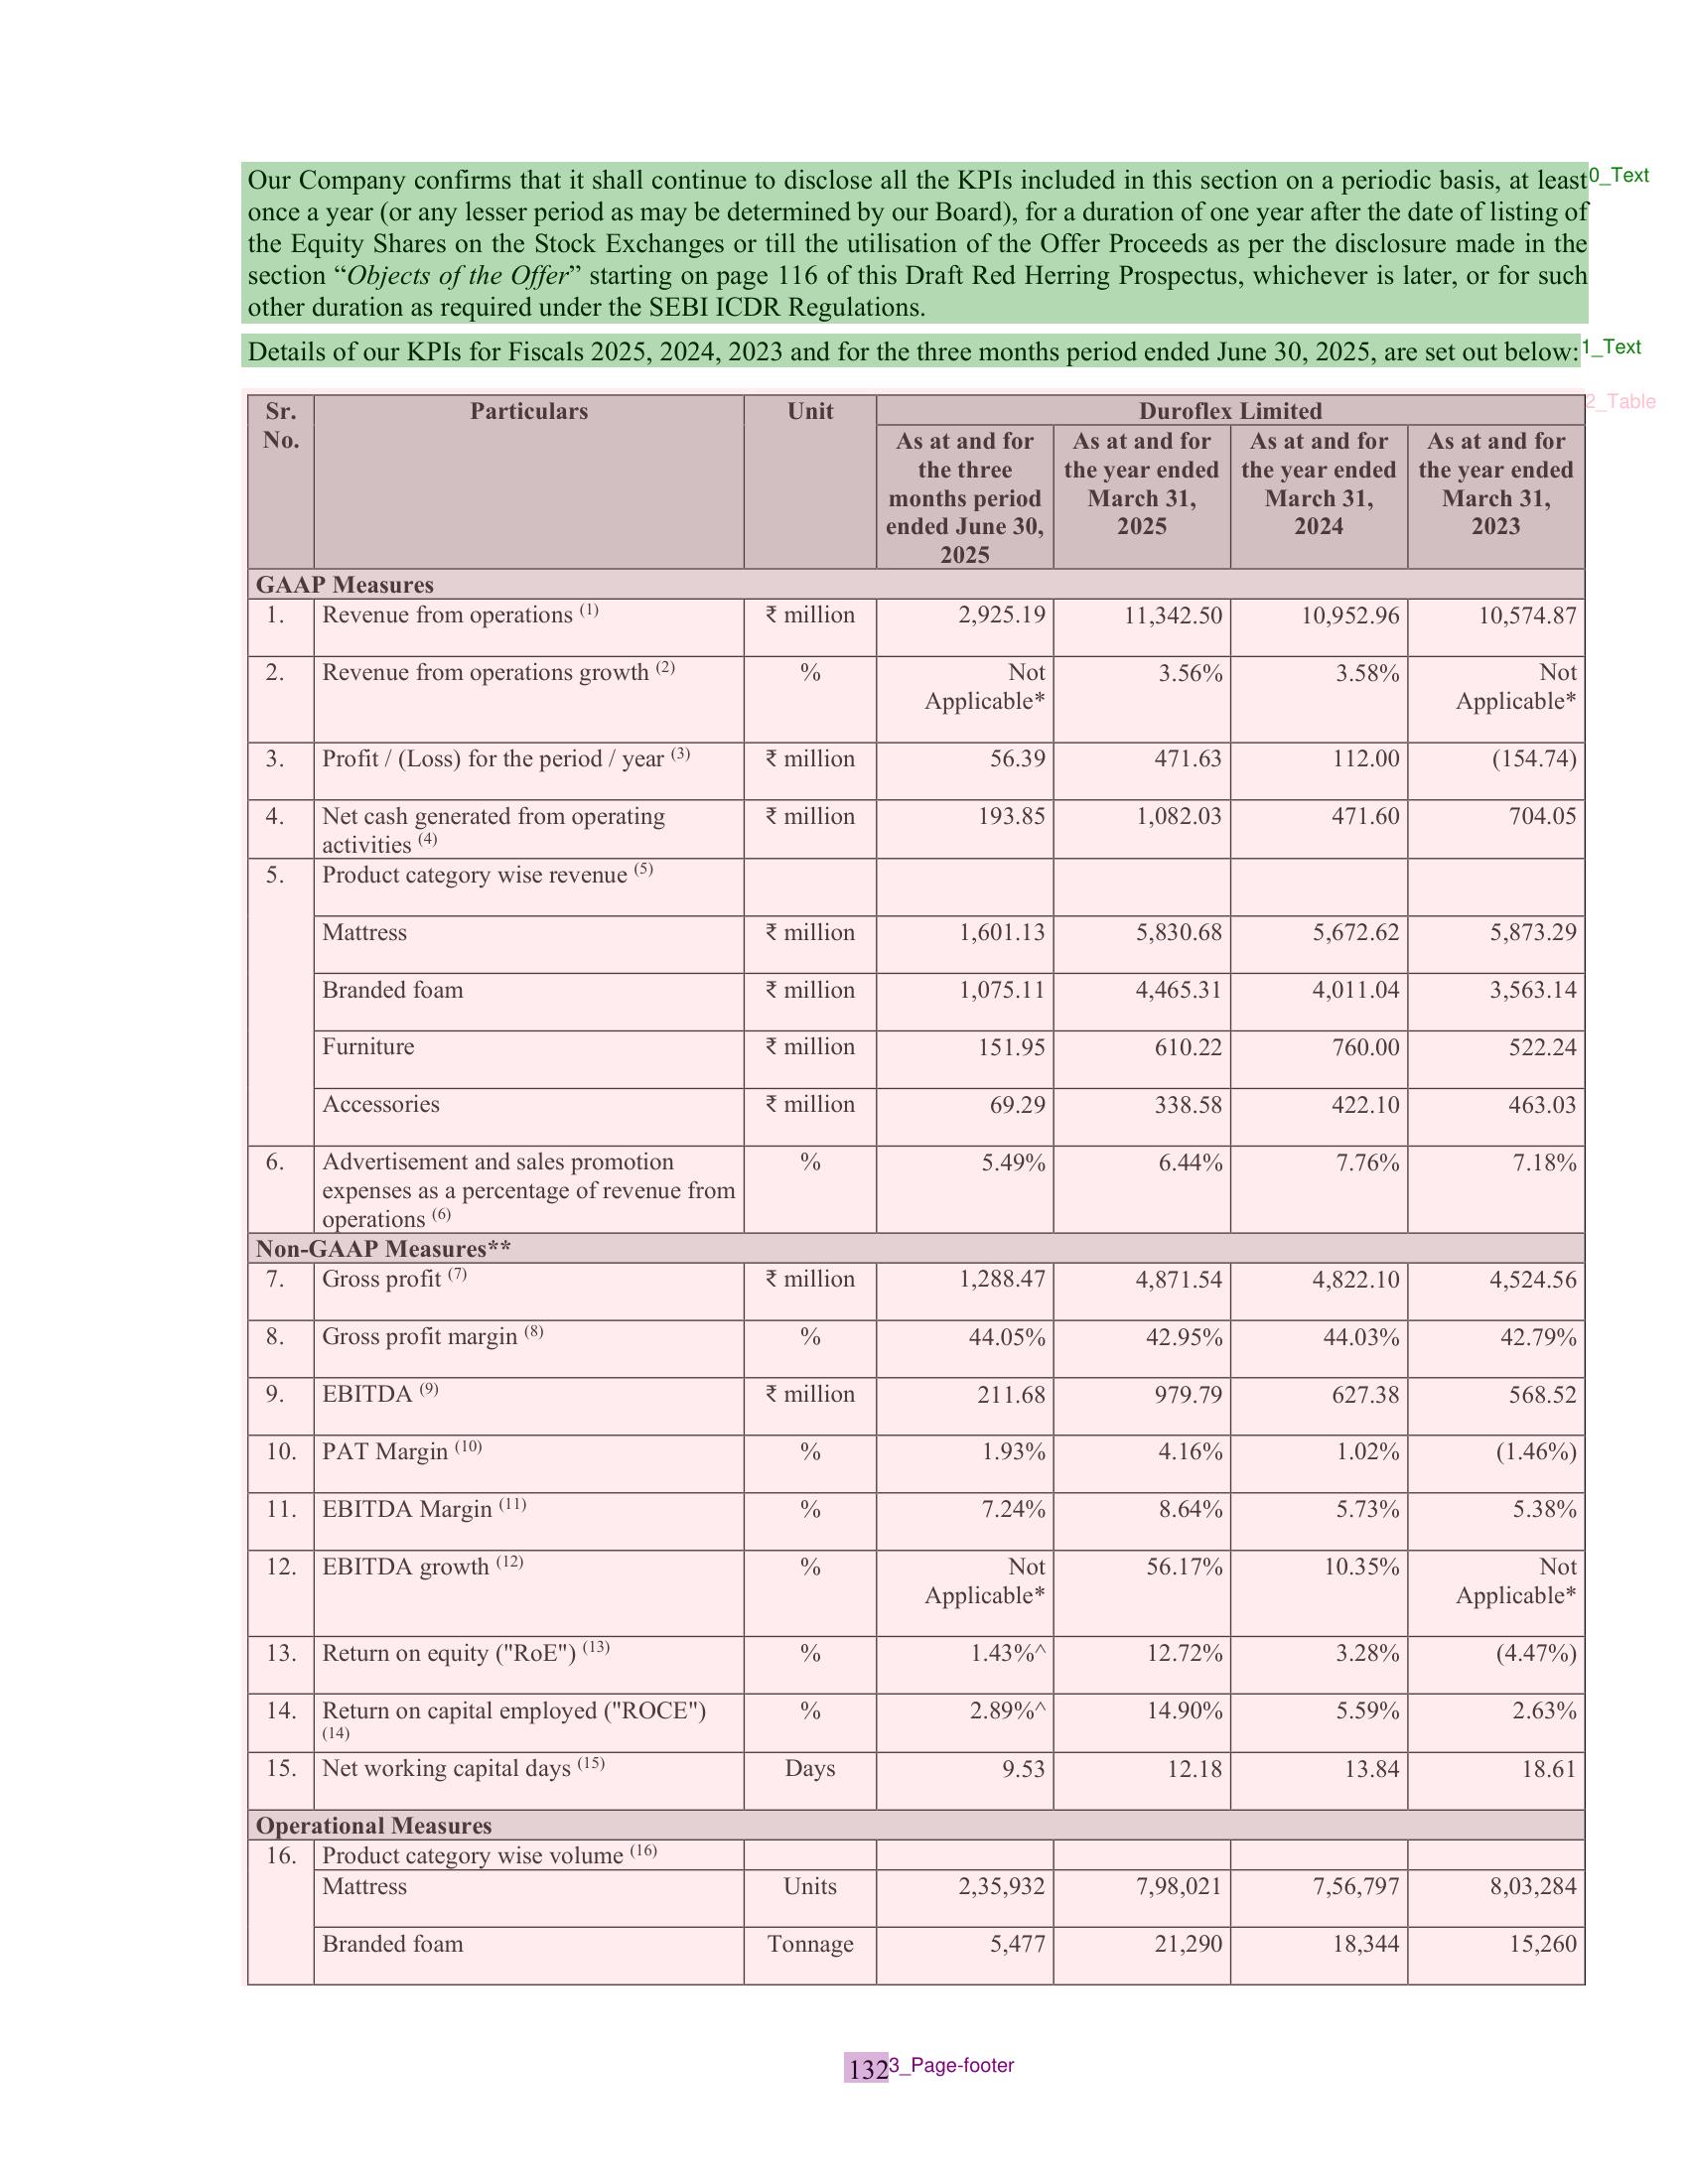 Our Company confirms that it shall continue to disclose all the KPIs included in this section on a periodic basis, at least 0_Text
once a year (or any lesser period as may be determined by our Board), for a duration of one year after the date of listing of
the Equity Shares on the Stock Exchanges or till the utilisation of the Offer Proceeds as per the disclosure made in the
section “Objects of the Offer” starting on page 116 of this Draft Red Herring Prospectus, whichever is later, or for such
other duration as required under the SEBI ICDR Regulations.
Details of our KPIs for Fiscals 2025, 2024, 2023 and for the three months period ended June 30, 2025, are set out below: 1_Text
2_Table
Sr. No. Particulars Unit Duroflex Limited
As at and for the three months period ended June 30, 2025 As at and for the year ended March 31, 2025 As at and for the year ended March 31, 2024 As at and for the year ended March 31, 2023
GAAP Measures
1. Revenue from operations (1) ₹ million 2,925.19 11,342.50 10,952.96 10,574.87
2. Revenue from operations growth (2) % Not Applicable* 3.56% 3.58% Not Applicable*
3. Profit / (Loss) for the period / year (3) ₹ million 56.39 471.63 112.00 (154.74)
4. Net cash generated from operating activities (4) ₹ million 193.85 1,082.03 471.60 704.05
5. Product category wise revenue (5)
Mattress ₹ million 1,601.13 5,830.68 5,672.62 5,873.29
Branded foam ₹ million 1,075.11 4,465.31 4,011.04 3,563.14
Furniture ₹ million 151.95 610.22 760.00 522.24
Accessories ₹ million 69.29 338.58 422.10 463.03
6. Advertisement and sales promotion expenses as a percentage of revenue from operations (6) % 5.49% 6.44% 7.76% 7.18%
Non-GAAP Measures**
7. Gross profit (7) ₹ million 1,288.47 4,871.54 4,822.10 4,524.56
8. Gross profit margin (8) % 44.05% 42.95% 44.03% 42.79%
9. EBITDA (9) ₹ million 211.68 979.79 627.38 568.52
10. PAT Margin (10) % 1.93% 4.16% 1.02% (1.46%)
11. EBITDA Margin (11) % 7.24% 8.64% 5.73% 5.38%
12. EBITDA growth (12) % Not Applicable* 56.17% 10.35% Not Applicable*
13. Return on equity ("RoE") (13) % 1.43%^ 12.72% 3.28% (4.47%)
14. Return on capital employed ("ROCE") (14) % 2.89%^ 14.90% 5.59% 2.63%
15. Net working capital days (15) Days 9.53 12.18 13.84 18.61
Operational Measures
16. Product category wise volume (16)
Mattress Units 2,35,932 7,98,021 7,56,797 8,03,284
Branded foam Tonnage 5,477 21,290 18,344 15,260
132 3_Page-footer